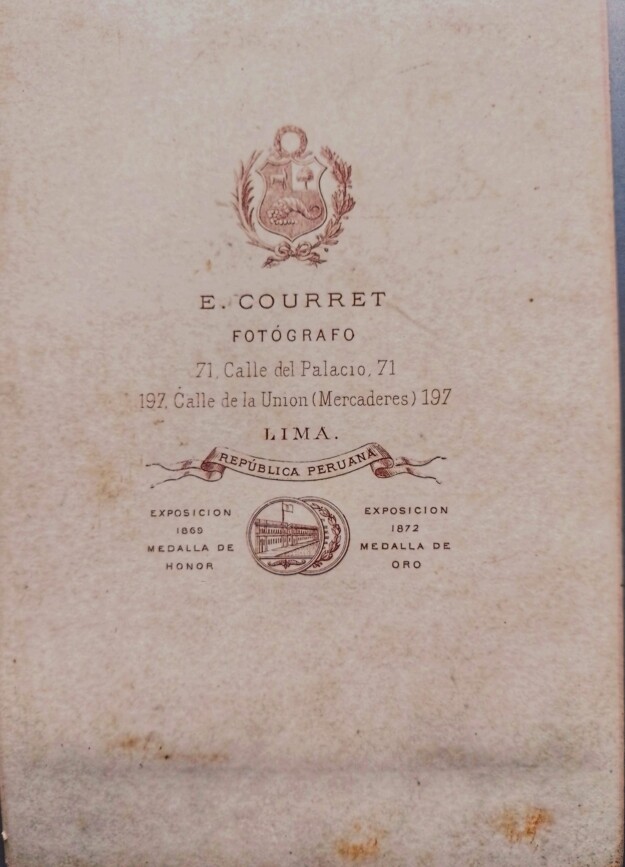 E. COURRET
FOTÓGRAFO
71, Calle del Palacio, 71
197, Calle de la Union (Mercaderes) 197
LIMA.
REPÚBLICA PERUANA
EXPOSICION
1869
MEDALLA DE
HONOR
EXPOSICION
1872
MEDALLA DE
ORO